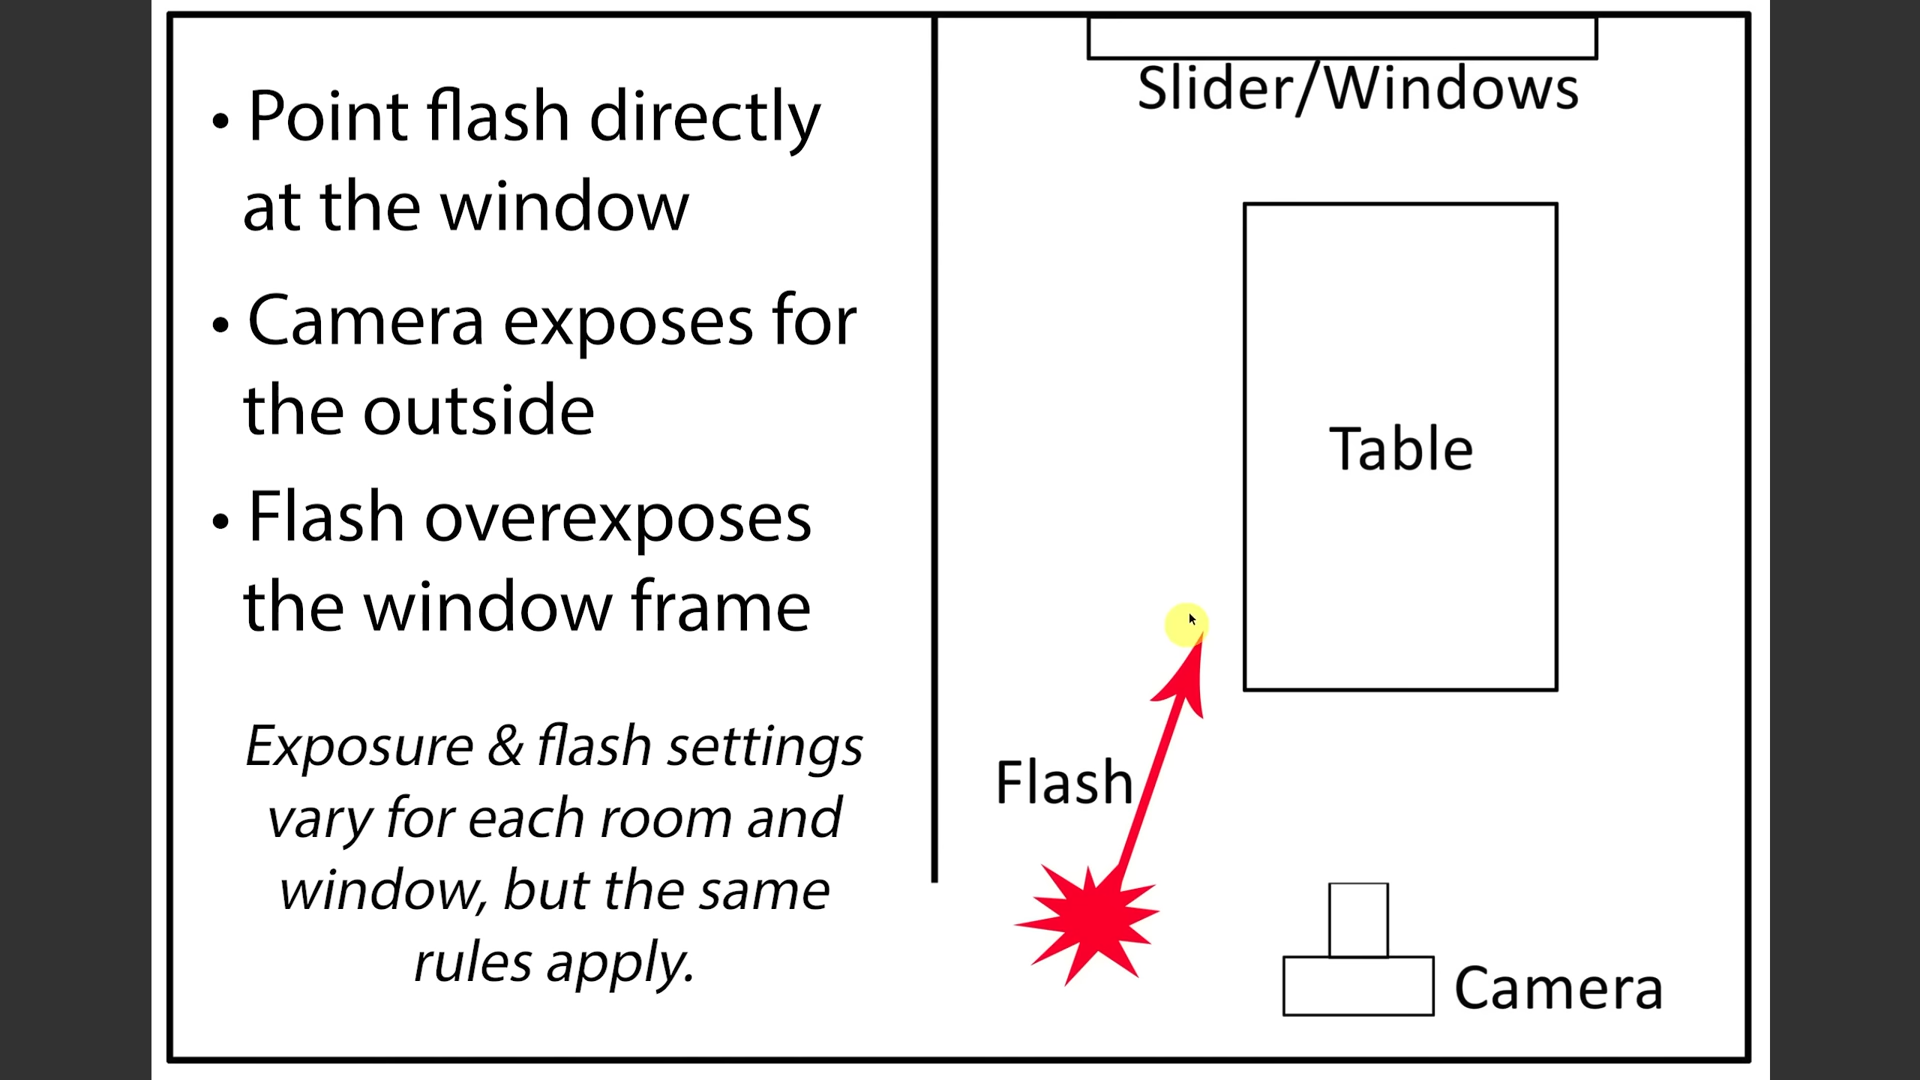 • Point flash directly
at the window
• Camera exposes for
the outside
• Flash overexposes
the window frame
Exposure & flash settings
vary for each room and
window, but the same
rules apply.
Slider/Windows
Table
Flash
Camera